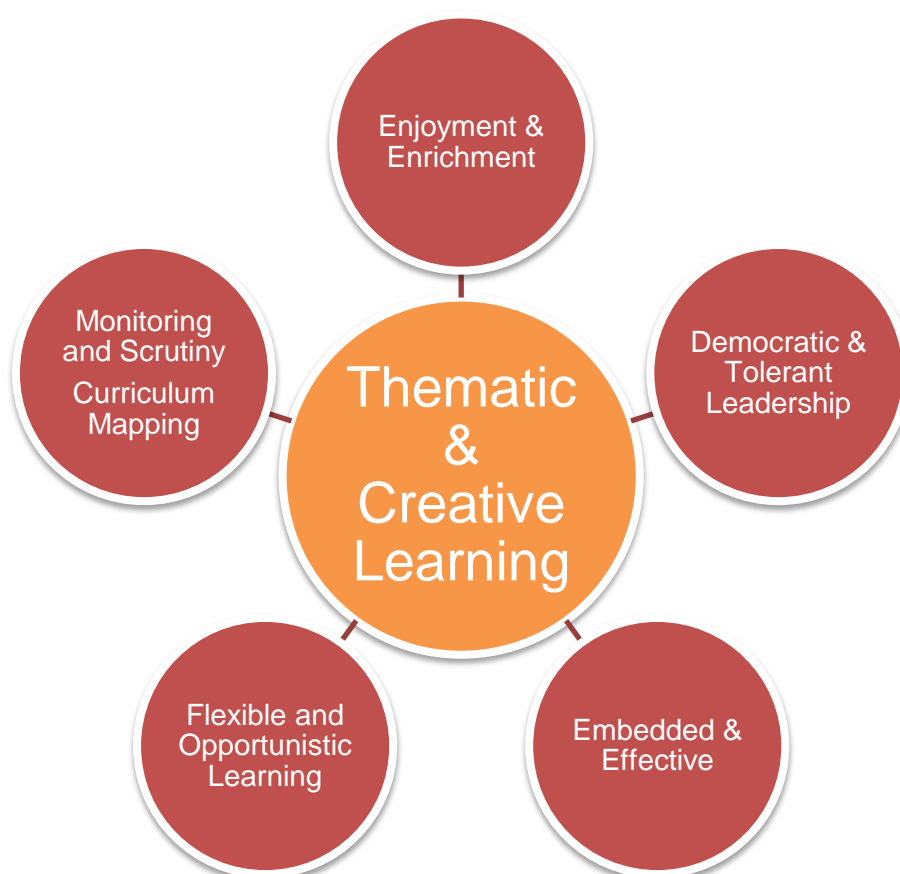 Enjoyment &
Enrichment
Monitoring
and Scrutiny
Curriculum
Mapping
Democratic &
Tolerant
Leadership
Thematic
&
Creative
Learning
Flexible and
Opportunistic
Learning
Embedded &
Effective